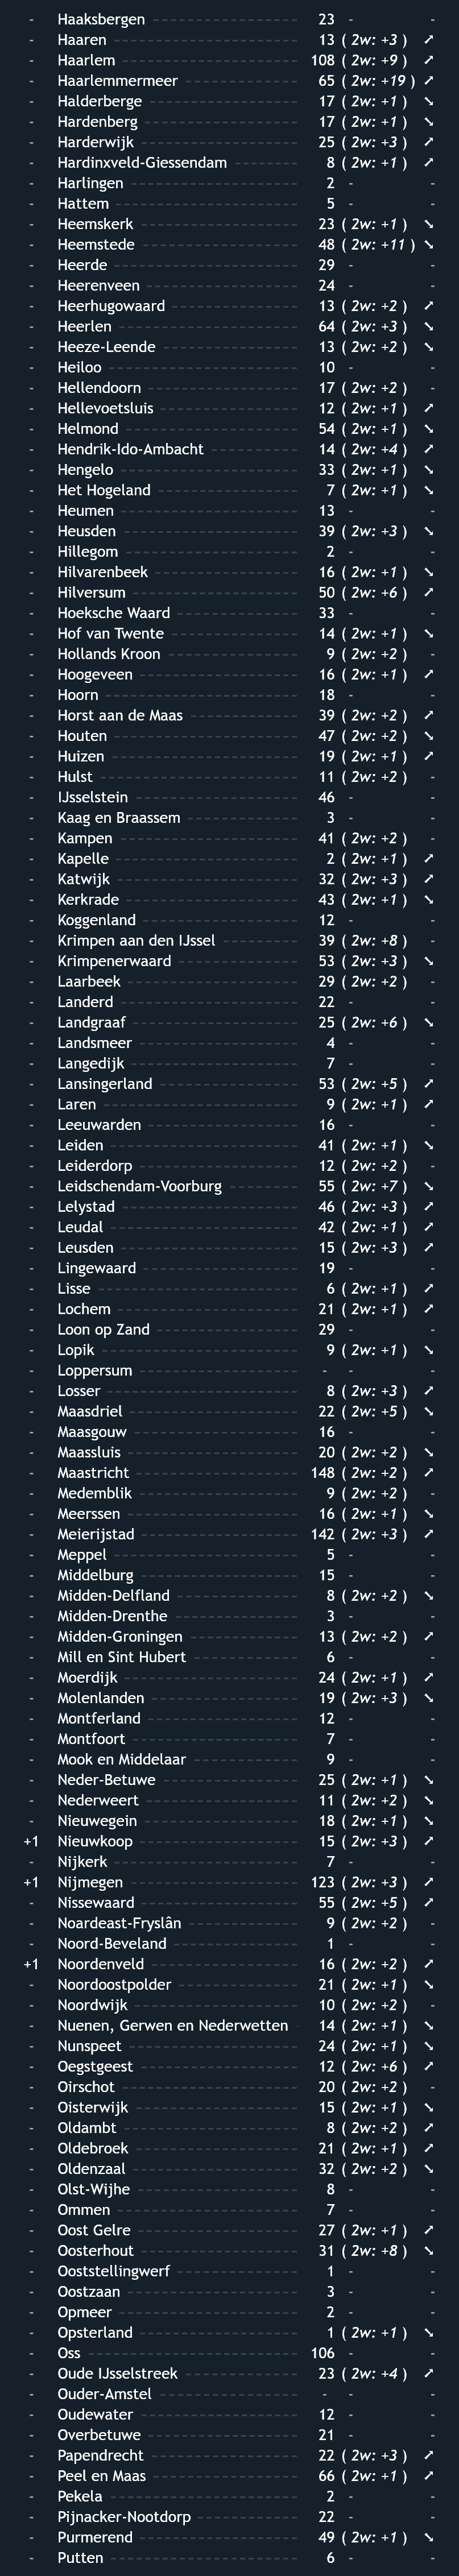 - Haaksbergen 23 - -
- Haaren 13 ( 2w: +3 ) ↗
- Haarlem 108 ( 2w: +9 ) ↗
- Haarlemmermeer 65 ( 2w: +19 ) ↗
- Halderberge 17 ( 2w: +1 ) ↘
- Hardenberg 17 ( 2w: +1 ) ↘
- Harderwijk 25 ( 2w: +3 ) ↗
- Hardinxveld-Giessendam 8 ( 2w: +1 ) ↗
- Harlingen 2 - -
- Hattem 5 - -
- Heemskerk 23 ( 2w: +1 ) ↘
- Heemstede 48 ( 2w: +11 ) ↘
- Heerde 29 - -
- Heerenveen 24 - -
- Heerhugowaard 13 ( 2w: +2 ) ↗
- Heerlen 64 ( 2w: +3 ) ↘
- Heeze-Leende 13 ( 2w: +2 ) ↘
- Heiloo 10 - -
- Hellendoorn 17 ( 2w: +2 ) -
- Hellevoetsluis 12 ( 2w: +1 ) ↗
- Helmond 54 ( 2w: +1 ) ↘
- Hendrik-Ido-Ambacht 14 ( 2w: +4 ) ↗
- Hengelo 33 ( 2w: +1 ) ↘
- Het Hogeland 7 ( 2w: +1 ) ↘
- Heumen 13 - -
- Heusden 39 ( 2w: +3 ) ↘
- Hillegom 2 - -
- Hilvarenbeek 16 ( 2w: +1 ) ↘
- Hilversum 50 ( 2w: +6 ) ↗
- Hoeksche Waard 33 - -
- Hof van Twente 14 ( 2w: +1 ) ↘
- Hollands Kroon 9 ( 2w: +2 ) -
- Hoogeveen 16 ( 2w: +1 ) ↗
- Hoorn 18 - -
- Horst aan de Maas 39 ( 2w: +2 ) ↗
- Houten 47 ( 2w: +2 ) ↘
- Huizen 19 ( 2w: +1 ) ↗
- Hulst 11 ( 2w: +2 ) -
- IJsselstein 46 - -
- Kaag en Braassem 3 - -
- Kampen 41 ( 2w: +2 ) -
- Kapelle 2 ( 2w: +1 ) ↗
- Katwijk 32 ( 2w: +3 ) ↗
- Kerkrade 43 ( 2w: +1 ) ↘
- Koggenland 12 - -
- Krimpen aan den IJssel 39 ( 2w: +8 ) -
- Krimpenerwaard 53 ( 2w: +3 ) ↘
- Laarbeek 29 ( 2w: +2 ) -
- Landerd 22 - -
- Landgraaf 25 ( 2w: +6 ) ↘
- Landsmeer 4 - -
- Langedijk 7 - -
- Lansingerland 53 ( 2w: +5 ) ↗
- Laren 9 ( 2w: +1 ) ↗
- Leeuwarden 16 - -
- Leiden 41 ( 2w: +1 ) ↘
- Leiderdorp 12 ( 2w: +2 ) -
- Leidschendam-Voorburg 55 ( 2w: +7 ) ↘
- Lelystad 46 ( 2w: +3 ) ↗
- Leudal 42 ( 2w: +1 ) ↗
- Leusden 15 ( 2w: +3 ) ↗
- Lingewaard 19 - -
- Lisse 6 ( 2w: +1 ) ↗
- Lochem 21 ( 2w: +1 ) ↗
- Loon op Zand 29 - -
- Lopik 9 ( 2w: +1 ) ↘
- Loppersum - - -
- Losser 8 ( 2w: +3 ) ↗
- Maasdriel 22 ( 2w: +5 ) ↘
- Maasgouw 16 - -
- Maassluis 20 ( 2w: +2 ) ↘
- Maastricht 148 ( 2w: +2 ) ↗
- Medemblik 9 ( 2w: +2 ) -
- Meerssen 16 ( 2w: +1 ) ↘
- Meierijstad 142 ( 2w: +3 ) ↗
- Meppel 5 - -
- Middelburg 15 - -
- Midden-Delfland 8 ( 2w: +2 ) ↘
- Midden-Drenthe 3 - -
- Midden-Groningen 13 ( 2w: +2 ) ↗
- Mill en Sint Hubert 6 - -
- Moerdijk 24 ( 2w: +1 ) ↗
- Molenlanden 19 ( 2w: +3 ) ↘
- Montferland 12 - -
- Montfoort 7 - -
- Mook en Middelaar 9 - -
- Neder-Betuwe 25 ( 2w: +1 ) ↘
- Nederweert 11 ( 2w: +2 ) ↘
- Nieuwegein 18 ( 2w: +1 ) ↘
+1 Nieuwkoop 15 ( 2w: +3 ) ↗
- Nijkerk 7 - -
+1 Nijmegen 123 ( 2w: +3 ) ↗
- Nissewaard 55 ( 2w: +5 ) ↗
- Noardeast-Fryslân 9 ( 2w: +2 ) -
- Noord-Beveland 1 - -
+1 Noordenveld 16 ( 2w: +2 ) ↗
- Noordoostpolder 21 ( 2w: +1 ) ↘
- Noordwijk 10 ( 2w: +2 ) -
- Nuenen, Gerwen en Nederwetten 14 ( 2w: +1 ) ↘
- Nunspeet 24 ( 2w: +1 ) ↘
- Oegstgeest 12 ( 2w: +6 ) ↗
- Oirschot 20 ( 2w: +2 ) -
- Oisterwijk 15 ( 2w: +1 ) ↘
- Oldambt 8 ( 2w: +2 ) ↗
- Oldebroek 21 ( 2w: +1 ) ↗
- Oldenzaal 32 ( 2w: +2 ) ↘
- Olst-Wijhe 8 - -
- Ommen 7 - -
- Oost Gelre 27 ( 2w: +1 ) ↗
- Oosterhout 31 ( 2w: +8 ) ↘
- Ooststellingwerf 1 - -
- Oostzaan 3 - -
- Opmeer 2 - -
- Opsterland 1 ( 2w: +1 ) ↘
- Oss 106 - -
- Oude IJsselstreek 23 ( 2w: +4 ) ↗
- Ouder-Amstel - - -
- Oudewater 12 - -
- Overbetuwe 21 - -
- Papendrecht 22 ( 2w: +3 ) ↗
- Peel en Maas 66 ( 2w: +1 ) ↗
- Pekela 2 - -
- Pijnacker-Nootdorp 22 - -
- Purmerend 49 ( 2w: +1 ) ↘
- Putten 6 - -